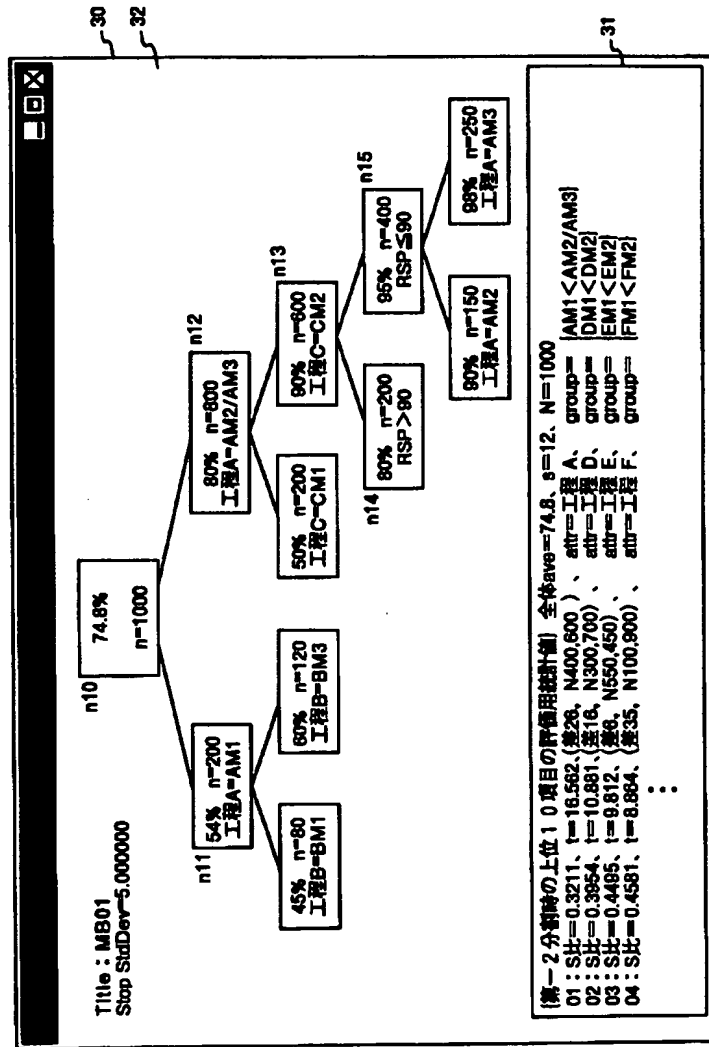 30
32
Title : MB01
Stop StdDev=5.000000
n10
74.8%
n=1000
n11
54% n=200
工程A=AM1
n12
80% n=800
工程A=AM2/AM3
45% n=80
工程B=BM1
60% n=120
工程B=BM3
50% n=200
工程C=CM1
n13
90% n=600
工程C=CM2
n14
80% n=200
RSP>90
n15
95% n=400
RSP≦90
90% n=150
工程A=AM2
98% n=250
工程A=AM3
{第一2分割時の上位10項目の評価用統計値} 全体ave=74.8、s=12、N=1000
01:S比=0.3211、t=16.562、(差26, N400,600)、attr=工程 A、group={AM1<AM2/AM3}
02:S比=0.3954、t=10.881、(差16, N300,700)、attr=工程 D、group={DM1<DM2}
03:S比=0.4495、t=9.812、(差6, N550,450)、attr=工程 E、group={EM1<EM2}
04:S比=0.4581、t=8.864、(差35, N100,900)、attr=工程 F、group={FM1<FM2}
31